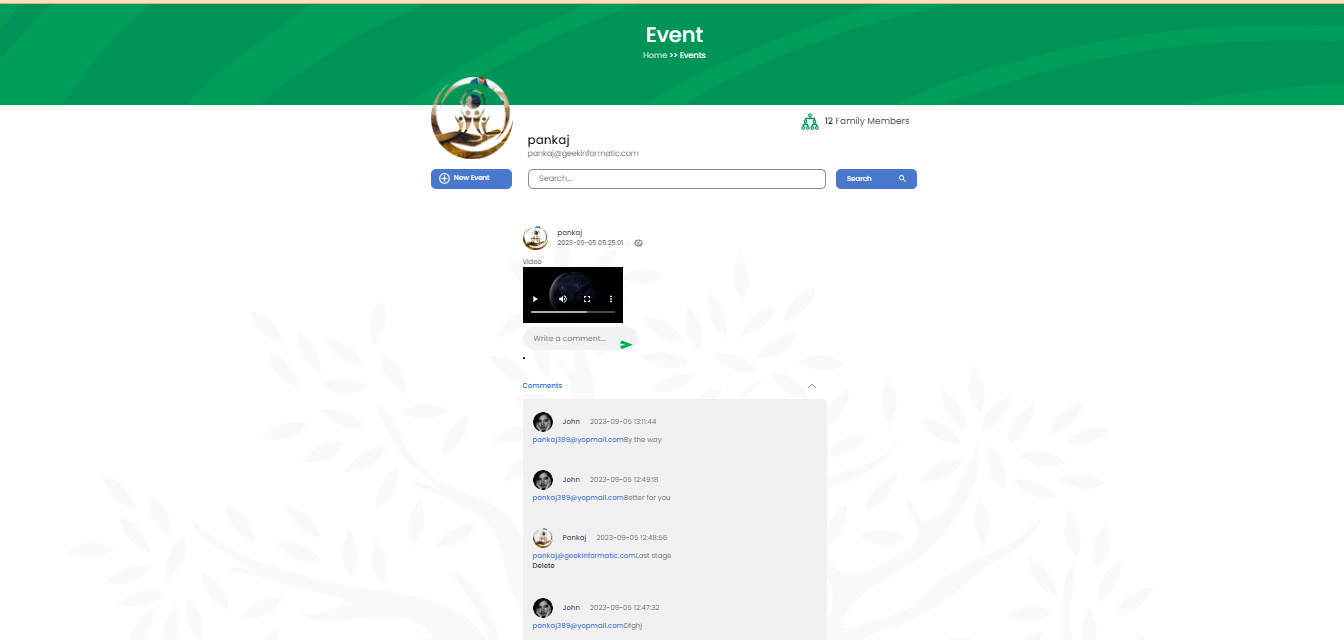 Event
Home >> Events
12 Family Members
pankaj
pankaj@geekinformatic.com
New Event
Search...
Search
pankaj
2023-09-05 05:25:01 .
Video
Write a comment...
Comments
John 2023-09-05 13:11:44
pankaj389@yopmail.comBy the way
John 2023-09-05 12:49:18
pankaj389@yopmail.comBetter for you
Pankaj 2023-09-05 12:48:56
pankaj@geekinformatic.comLast stage
Delete
John 2023-09-05 12:47:32
pankaj389@yopmail.comDfghj